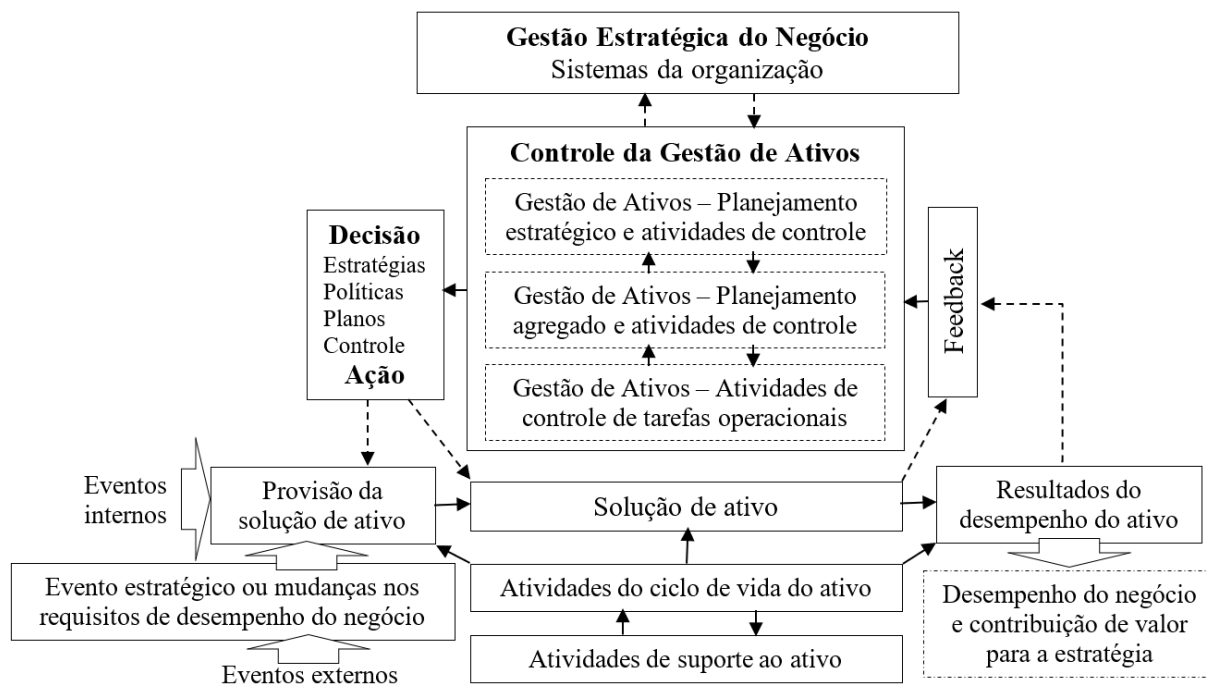 Gestão Estratégica do Negócio
Sistemas da organização
Controle da Gestão de Ativos
Gestão de Ativos – Planejamento
estratégico e atividades de controle
Gestão de Ativos – Planejamento
agregado e atividades de controle
Gestão de Ativos – Atividades de
controle de tarefas operacionais
Decisão
Estratégias
Políticas
Planos
Controle
Ação
Feedback
Eventos
internos
Provisão da
solução de ativo
Solução de ativo
Resultados do
desempenho do ativo
Evento estratégico ou mudanças nos
requisitos de desempenho do negócio
Eventos externos
Atividades do ciclo de vida do ativo
Atividades de suporte ao ativo
Desempenho do negócio
e contribuição de valor
para a estratégia